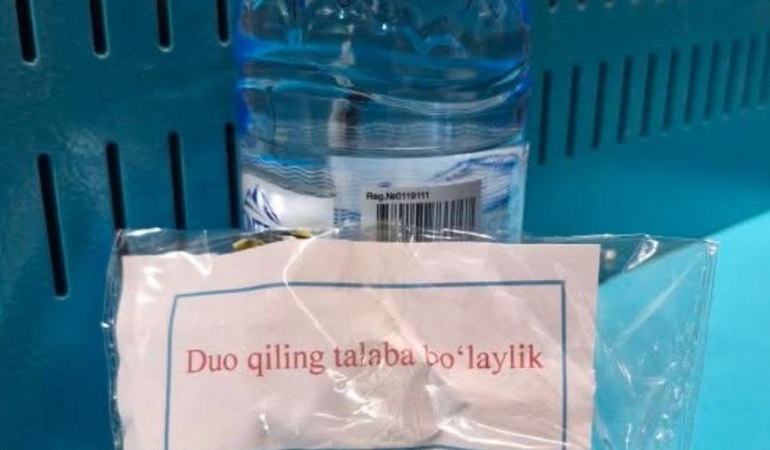 Reg.№0119111
Duo qiling talaba bo‘laylik